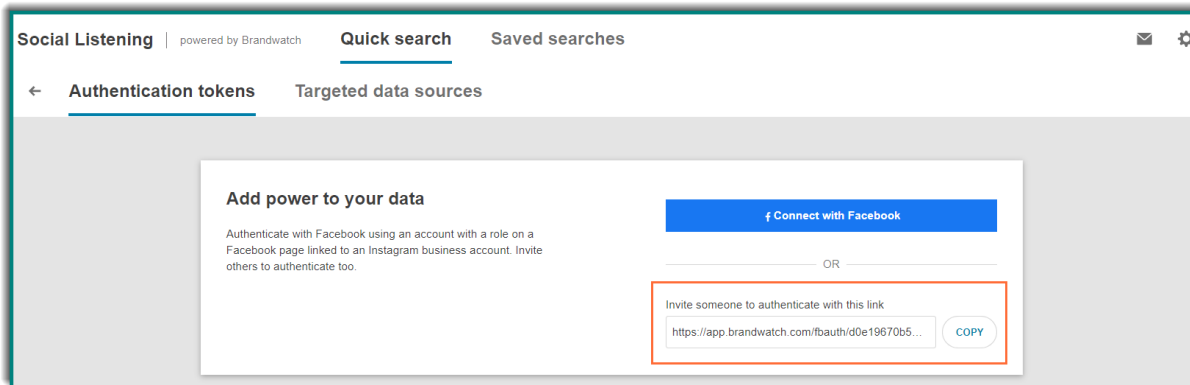 Social Listening | powered by Brandwatch Quick search Saved searches
← Authentication tokens Targeted data sources
Add power to your data
Authenticate with Facebook using an account with a role on a
Facebook page linked to an Instagram business account. Invite
others to authenticate too.
f Connect with Facebook
OR
Invite someone to authenticate with this link
https://app.brandwatch.com/fbauth/d0e19670b5... COPY